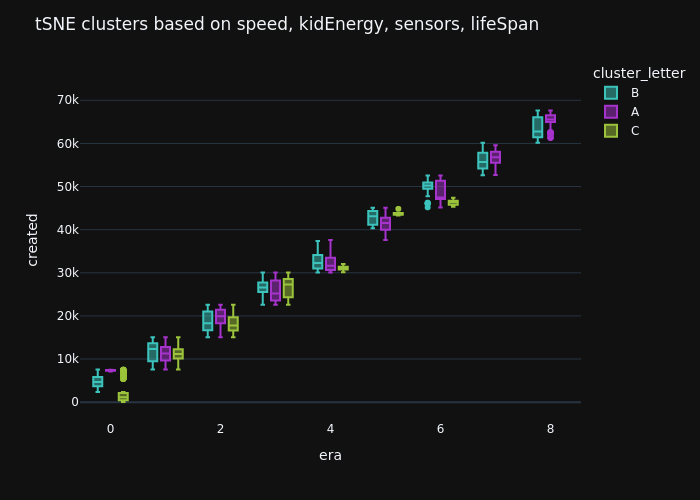 tSNE clusters based on speed, kidEnergy, sensors, lifeSpan
cluster_letter
B
A
C
created
70k
60k
50k
40k
30k
20k
10k
0
0 2 4 6 8
era